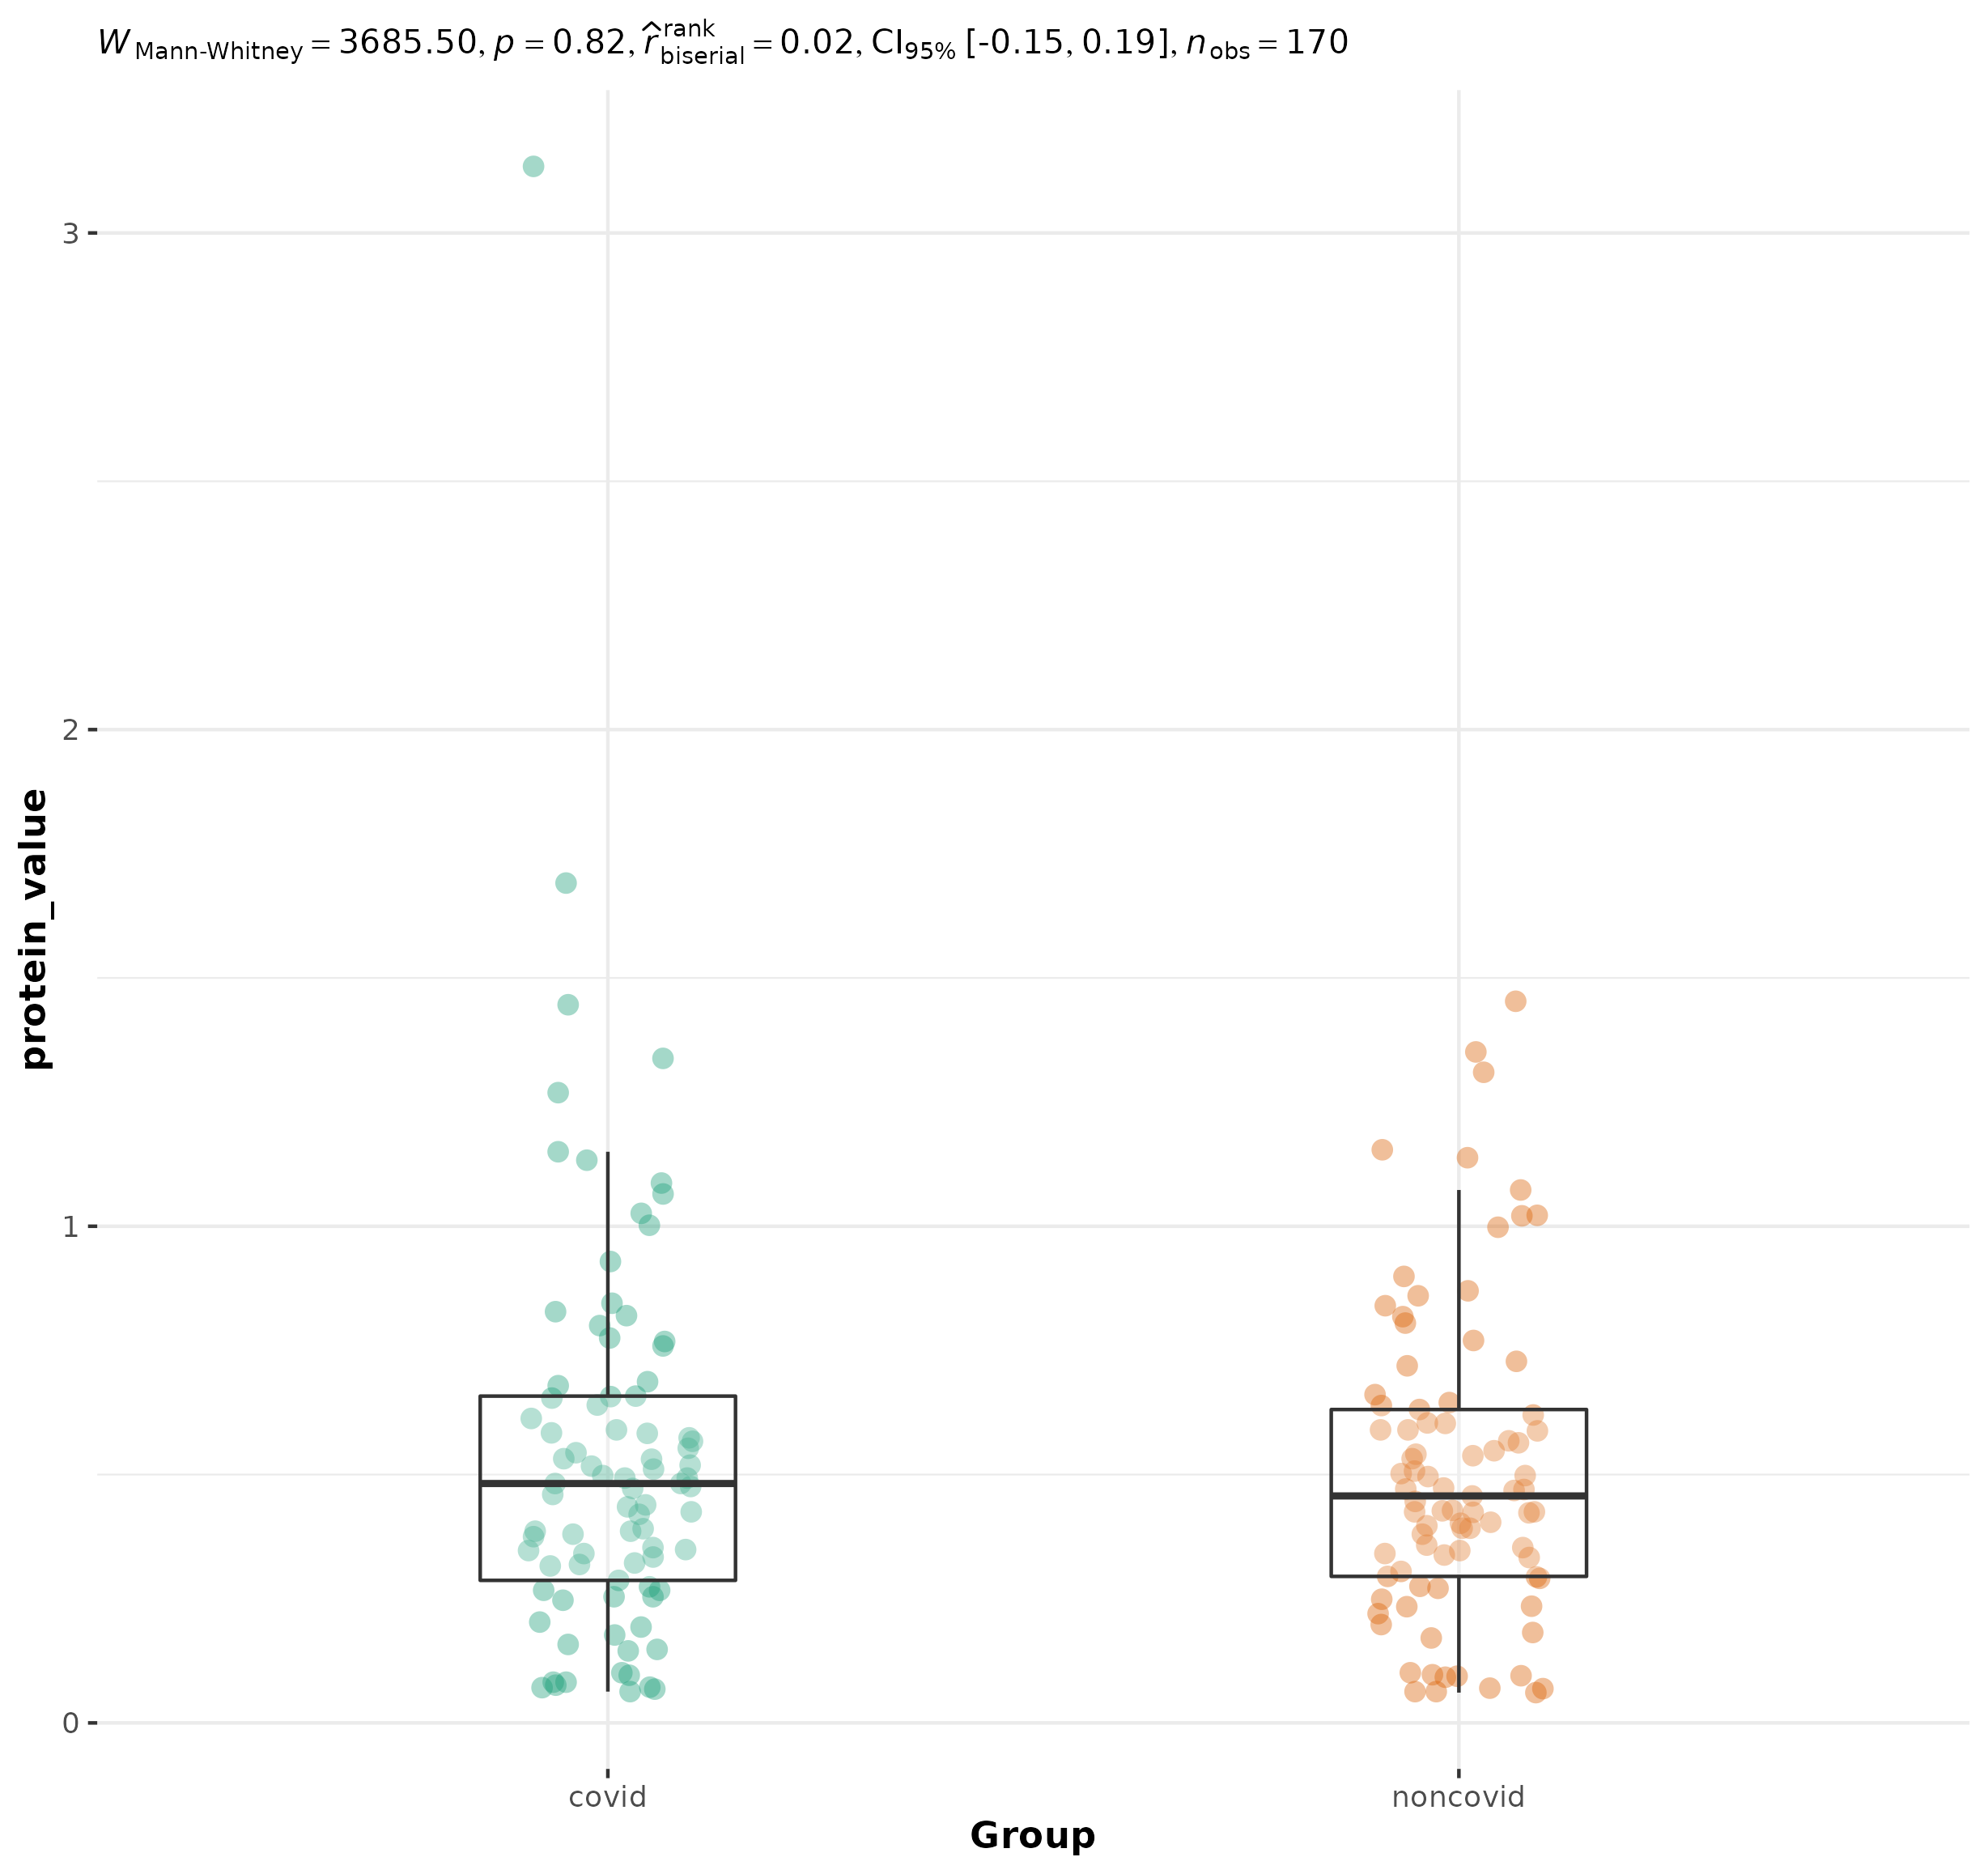 W Mann-Whitney = 3685.50, p = 0.82, r̂ rank biserial = 0.02, CI95% [-0.15, 0.19], nobs = 170
3
2
1
0
protein_value
covid noncovid
Group